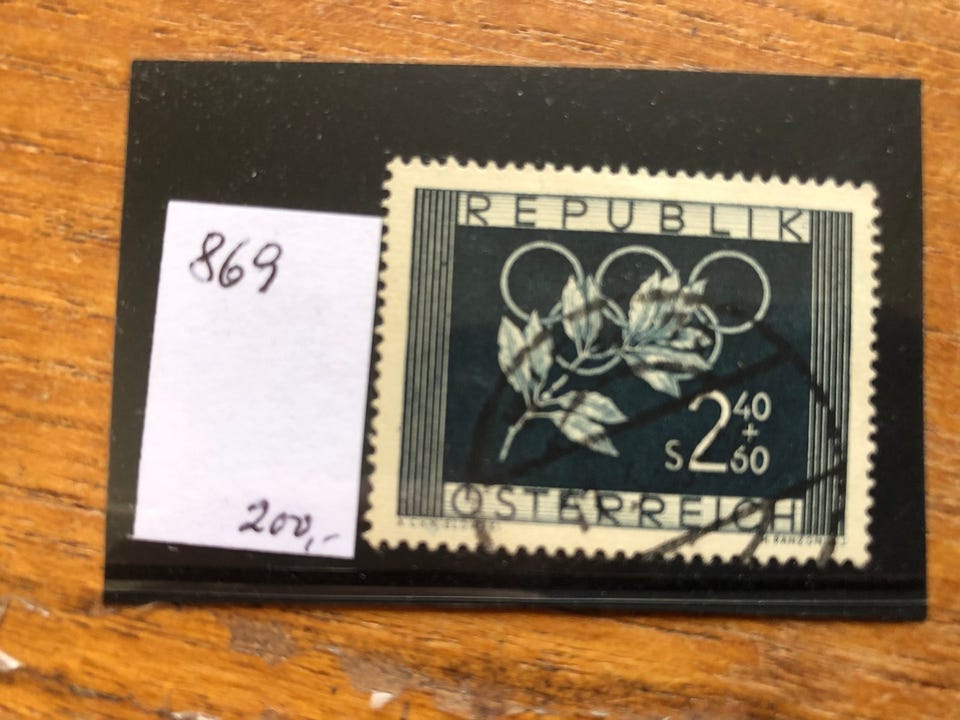 869
200,-
REPUBLIK
S 2 40 + 60
ÖSTERREICH